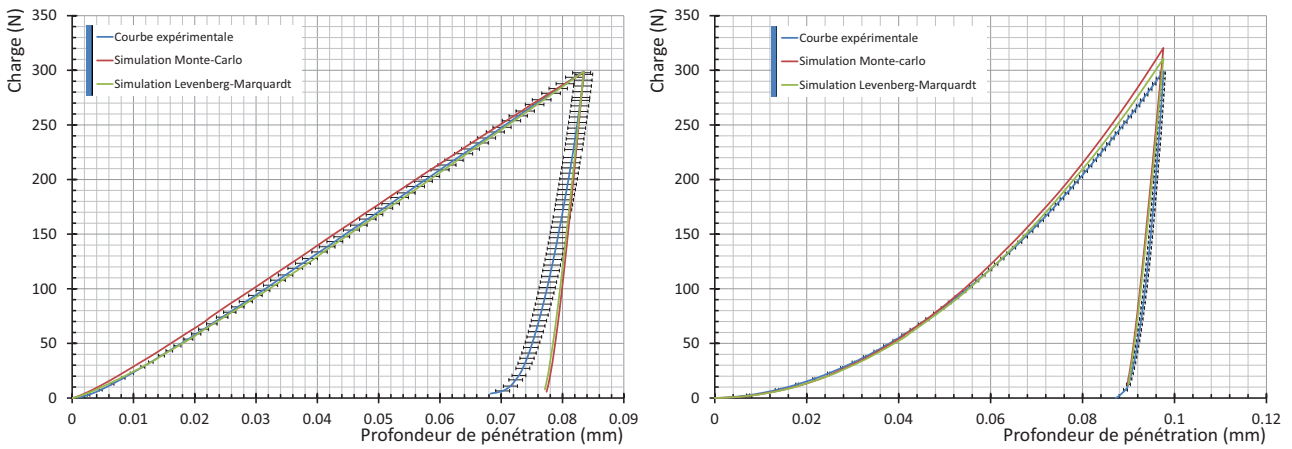 Charge (N)
350
300
250
200
150
100
50
0
Courbe expérimentale
Simulation Monte-Carlo
Simulation Levenberg-Marquardt
0 0.01 0.02 0.03 0.04 0.05 0.06 0.07 0.08 0.09
Profondeur de pénétration (mm)
Charge (N)
350
300
250
200
150
100
50
0
Courbe expérimentale
Simulation Monte-carlo
Simulation Levenberg-Marquardt
0 0.02 0.04 0.06 0.08 0.1 0.12
Profondeur de pénétration (mm)